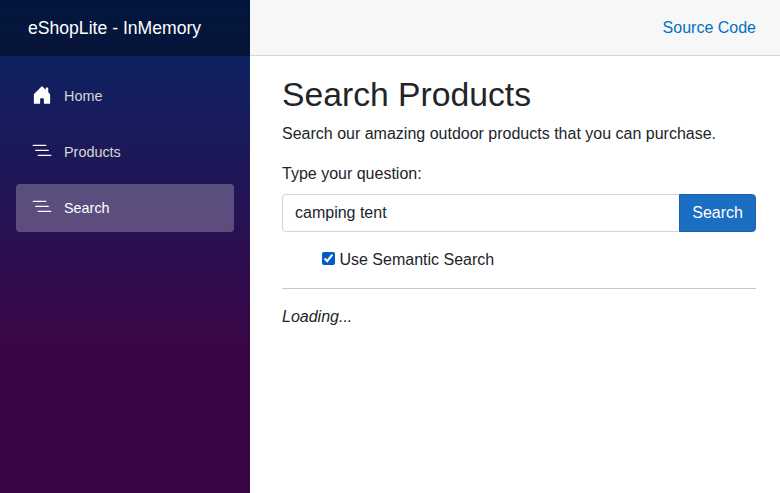 eShopLite - InMemory
Source Code
Home
Products
Search
Search Products
Search our amazing outdoor products that you can purchase.
Type your question:
camping tent
Search
Use Semantic Search
Loading...